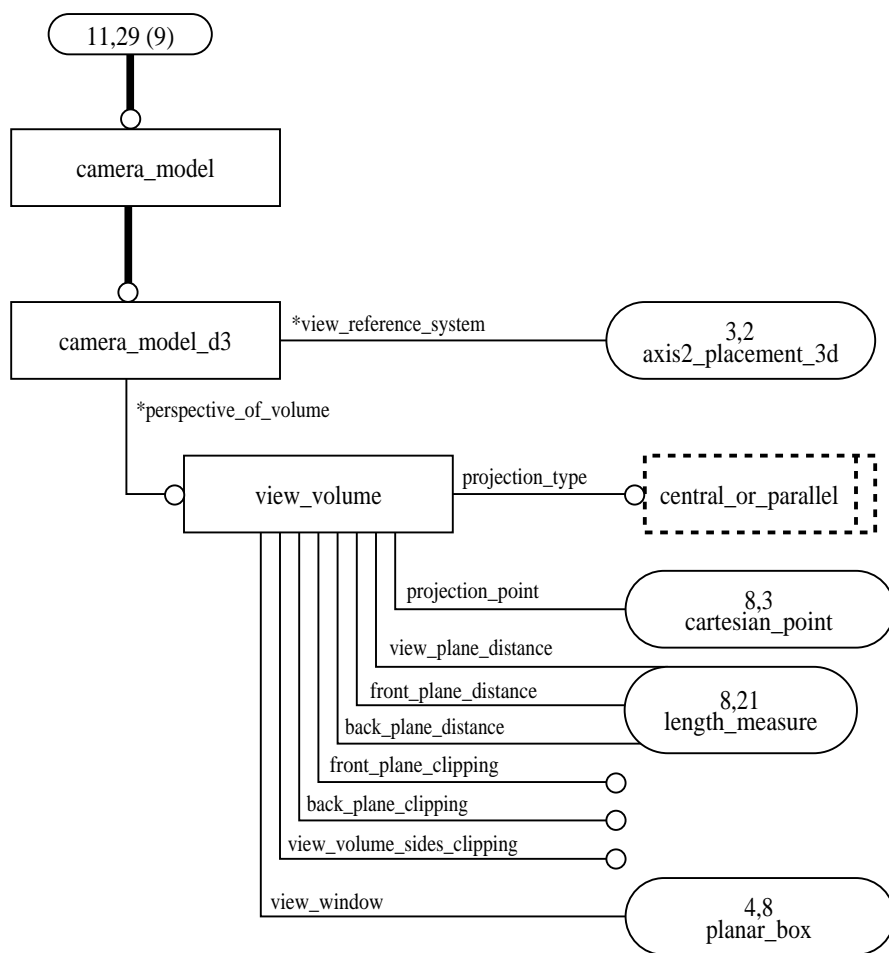 11,29 (9)
camera_model
camera_model_d3
*view_reference_system
3,2
axis2_placement_3d
*perspective_of_volume
view_volume
projection_type
central_or_parallel
projection_point
8,3
cartesian_point
view_plane_distance
front_plane_distance
8,21
length_measure
back_plane_distance
front_plane_clipping
back_plane_clipping
view_volume_sides_clipping
view_window
4,8
planar_box